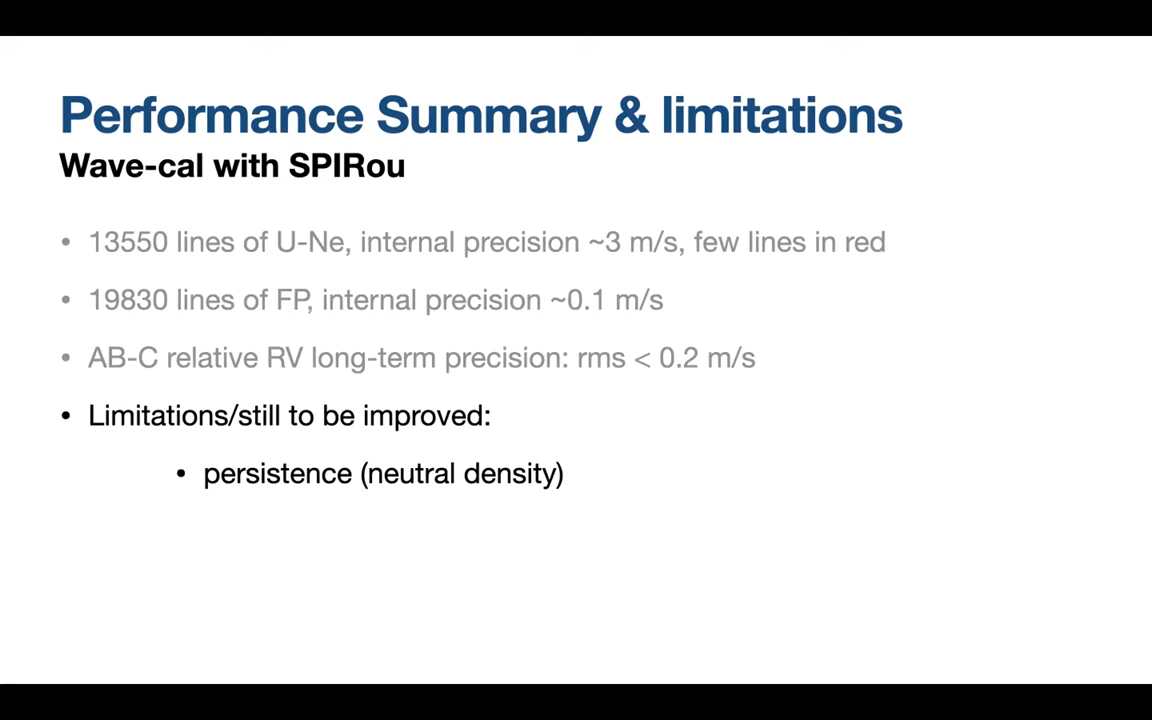 Performance Summary & limitations
Wave-cal with SPIRou
• 13550 lines of U-Ne, internal precision ~3 m/s, few lines in red
• 19830 lines of FP, internal precision ~0.1 m/s
• AB-C relative RV long-term precision: rms < 0.2 m/s
• Limitations/still to be improved:
• persistence (neutral density)